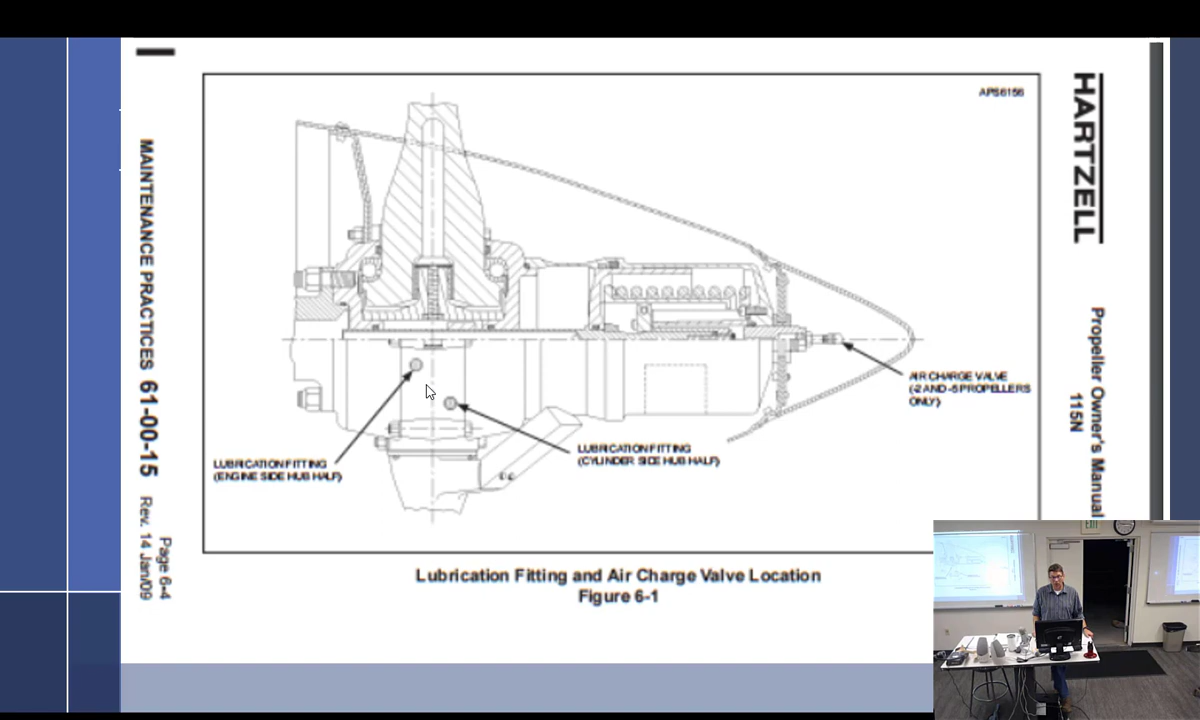 HARTZELL
Propeller Owner's Manual
115N
APS6156
AIR CHARGE VALVE
(-2 AND -5 PROPELLERS
ONLY)
LUBRICATION FITTING
(CYLINDER SIDE HUB HALF)
LUBRICATION FITTING
(ENGINE SIDE HUB HALF)
Lubrication Fitting and Air Charge Valve Location
Figure 6-1
MAINTENANCE PRACTICES 61-00-15
Page 6-4
Rev. 14 Jan/09
EXIT